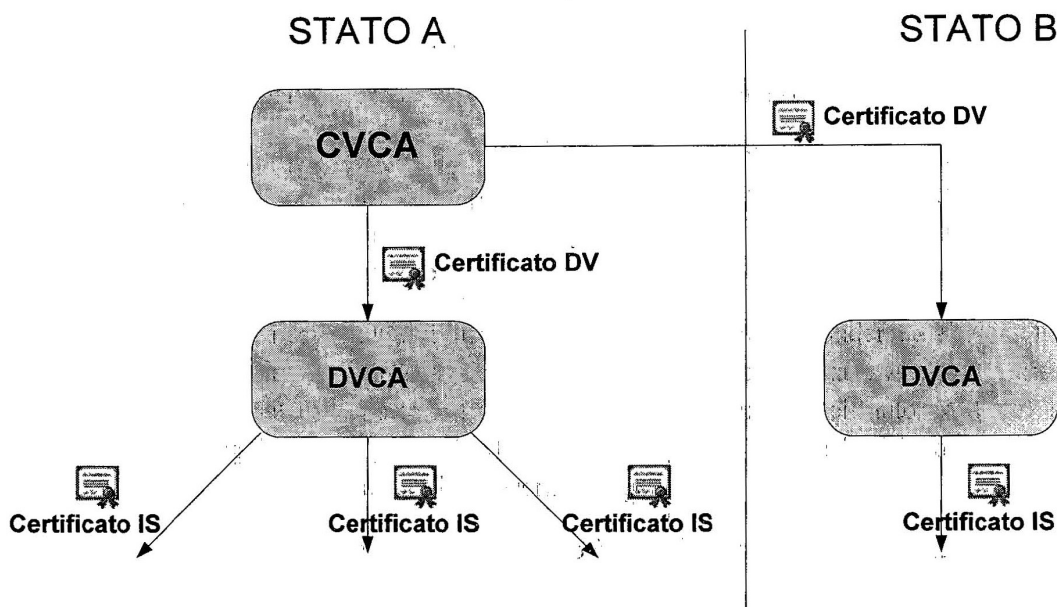 STATO A
STATO B
CVCA
Certificato DV
Certificato DV
DVCA
DVCA
Certificato IS
Certificato IS
Certificato IS
Certificato IS